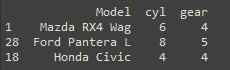 Model cyl gear
1 Mazda RX4 Wag 6 4
28 Ford Pantera L 8 5
18 Honda Civic 4 4